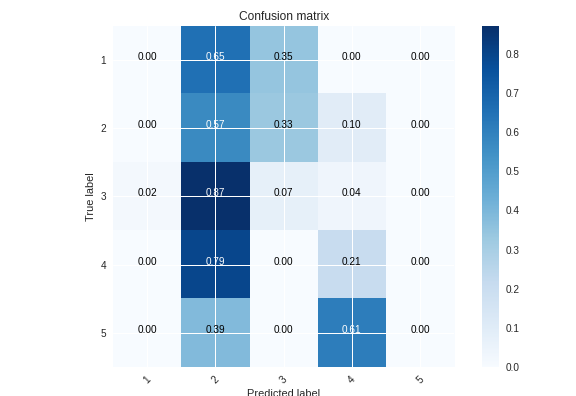 Confusion matrix
1 0.00 0.65 0.35 0.00 0.00
2 0.00 0.57 0.33 0.10 0.00
3 0.02 0.87 0.07 0.04 0.00
4 0.00 0.79 0.00 0.21 0.00
5 0.00 0.39 0.00 0.61 0.00
1 2 3 4 5
True label
Predicted label
0.8
0.7
0.6
0.5
0.4
0.3
0.2
0.1
0.0